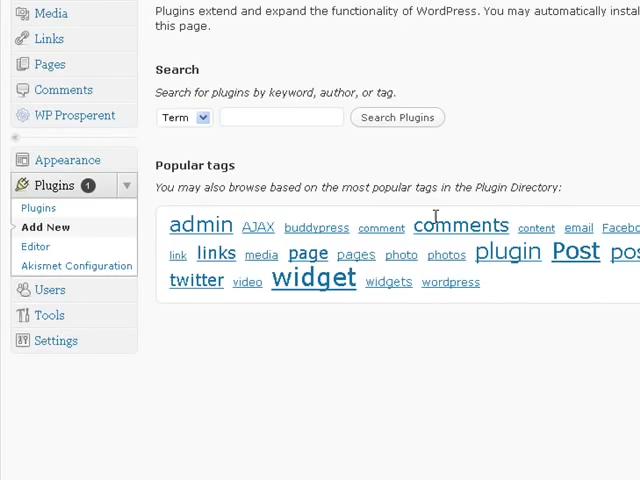 Media
Links
Pages
Comments
WP Prosperent
Appearance
Plugins 1
Plugins
Add New
Editor
Akismet Configuration
Users
Tools
Settings
Plugins extend and expand the functionality of WordPress. You may automatically instal
this page.
Search
Search for plugins by keyword, author, or tag.
Term Search Plugins
Popular tags
You may also browse based on the most popular tags in the Plugin Directory:
admin AJAX buddypress comment comments content email Facebo
link links media page pages photo photos plugin Post pos
twitter video widget widgets wordpress